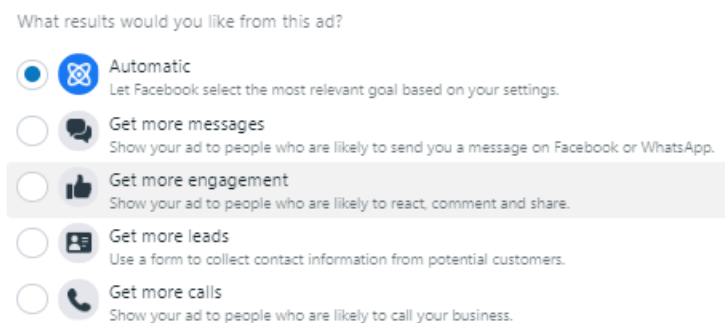 What results would you like from this ad?
Automatic
Let Facebook select the most relevant goal based on your settings.
Get more messages
Show your ad to people who are likely to send you a message on Facebook or WhatsApp.
Get more engagement
Show your ad to people who are likely to react, comment and share.
Get more leads
Use a form to collect contact information from potential customers.
Get more calls
Show your ad to people who are likely to call your business.